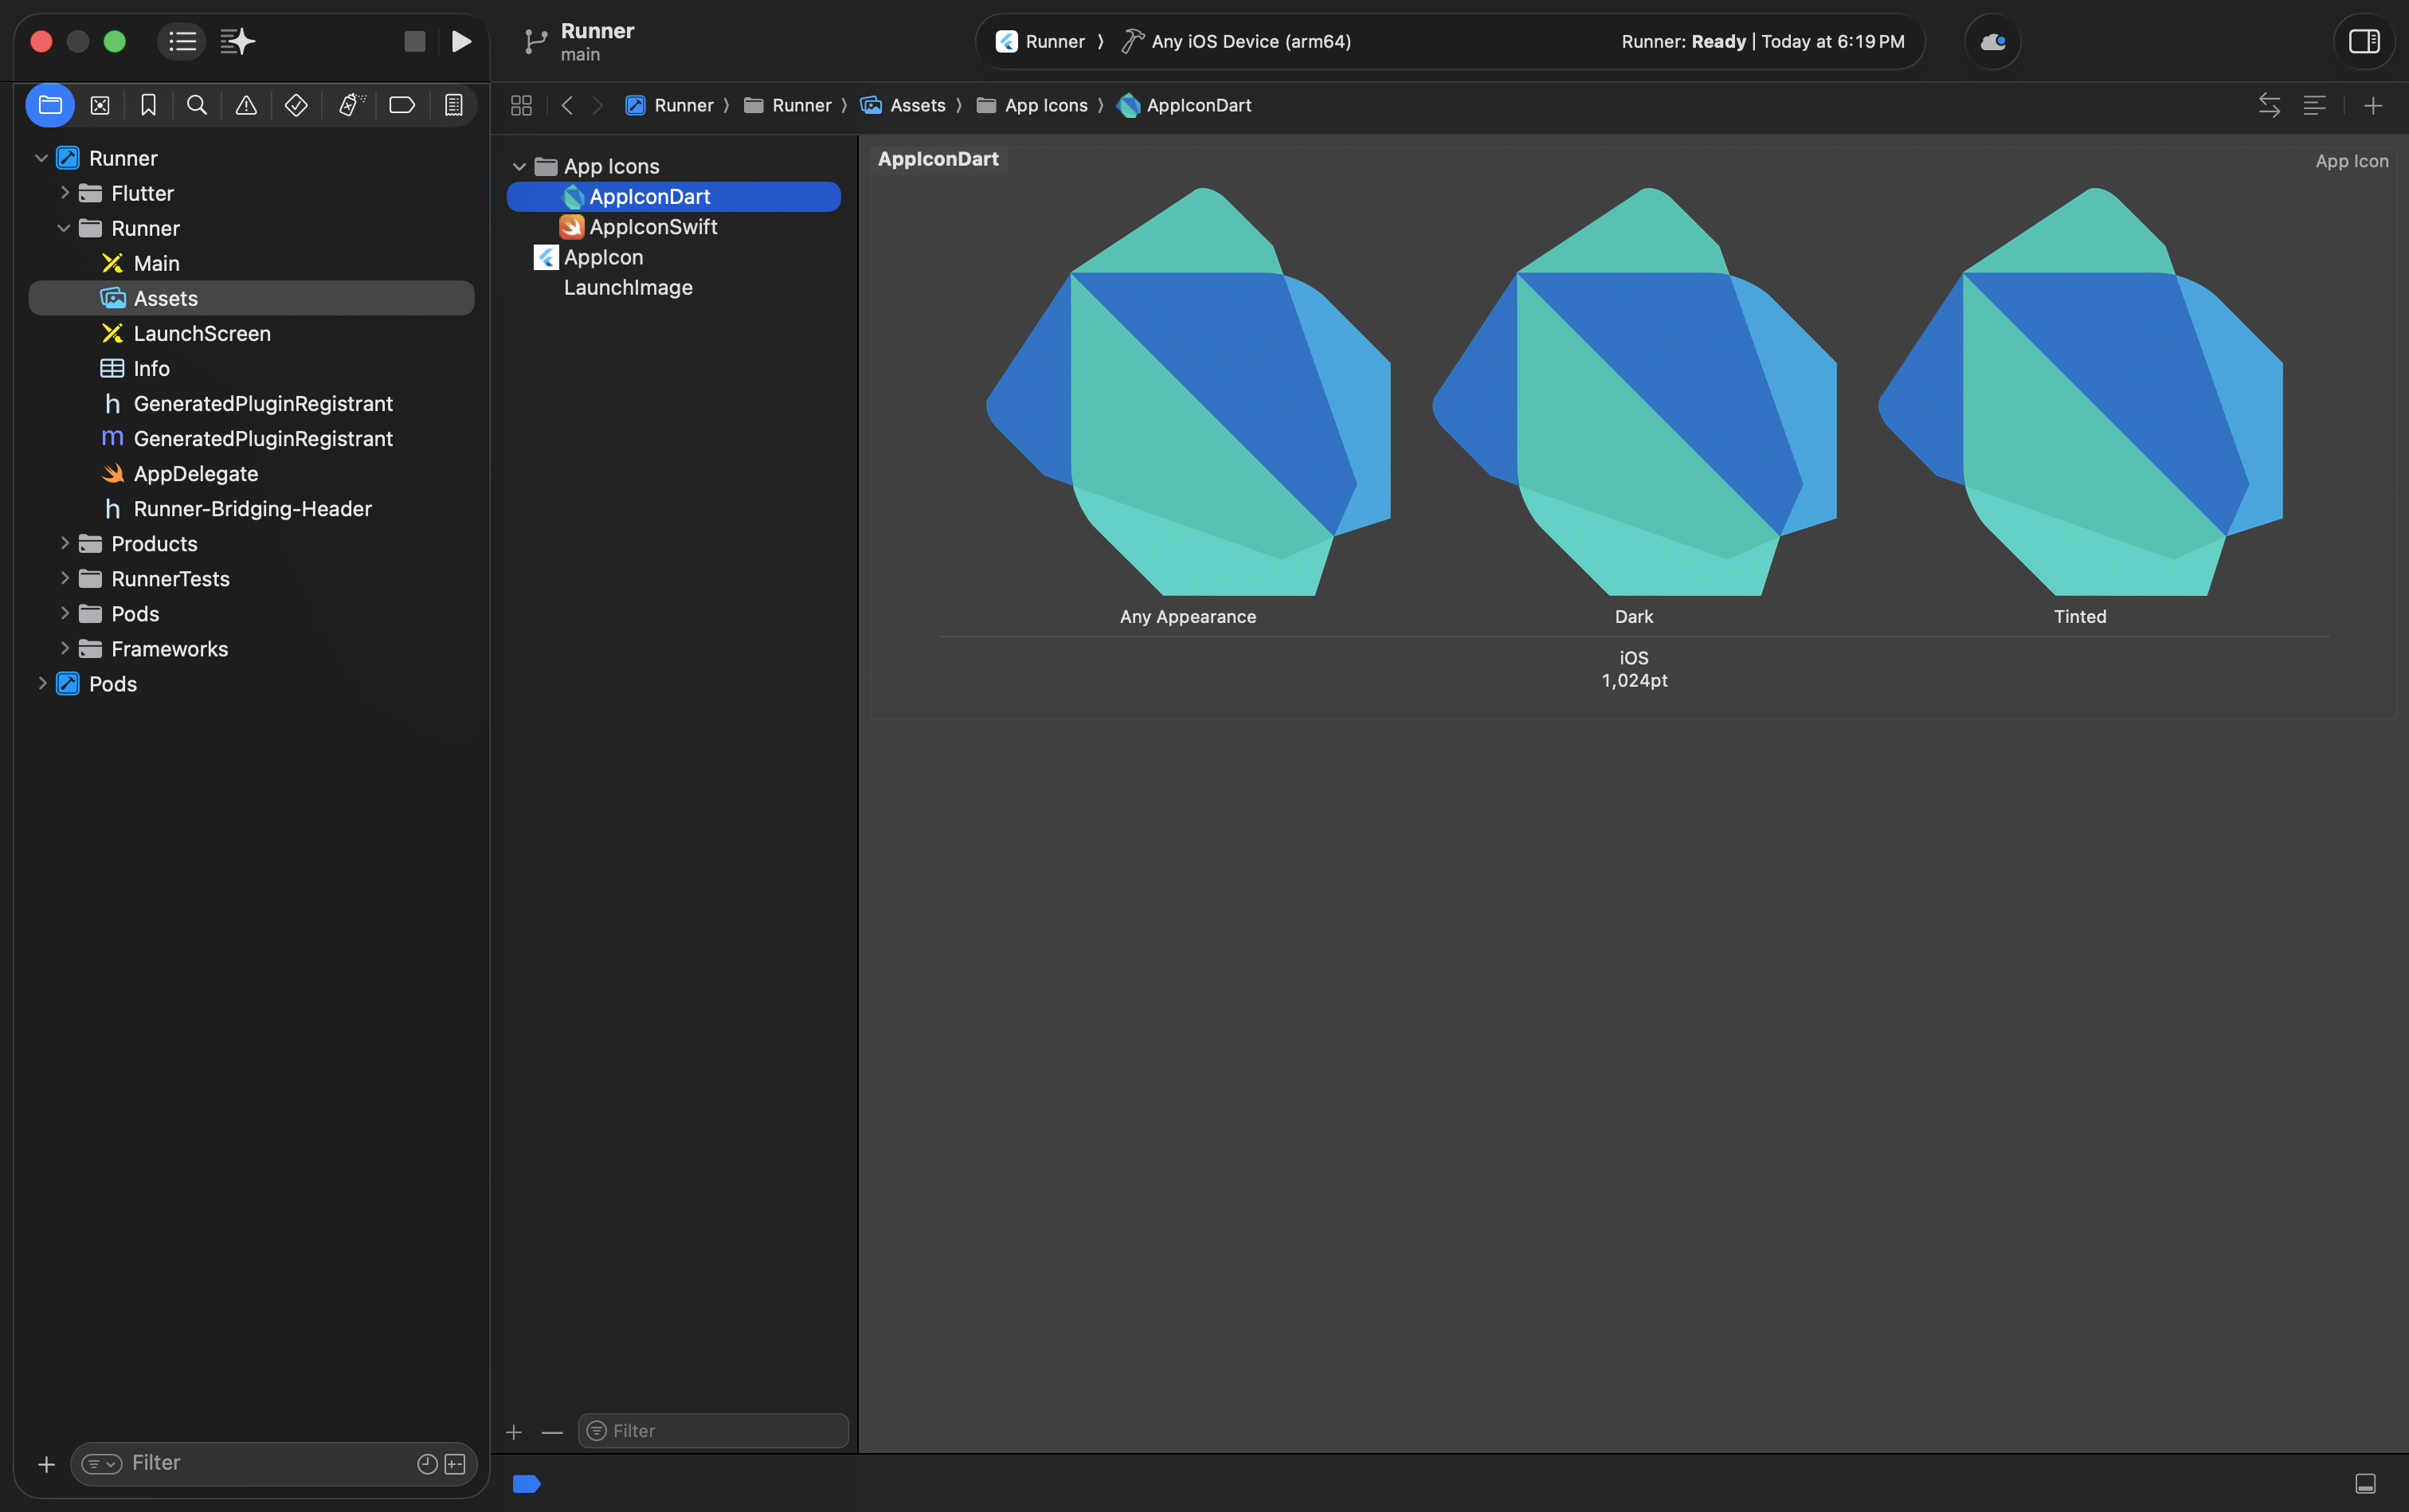 Runner
main
Runner
Any iOS Device (arm64)
Runner: Ready | Today at 6:19 PM
Runner
Flutter
Runner
Main
Assets
LaunchScreen
Info
h GeneratedPluginRegistrant
m GeneratedPluginRegistrant
AppDelegate
h Runner-Bridging-Header
Products
RunnerTests
Pods
Frameworks
Pods
Filter
Runner
Runner
Assets
App Icons
AppIconDart
App Icons
AppIconDart
AppIconSwift
AppIcon
LaunchImage
Filter
AppIconDart
App Icon
Any Appearance
Dark
Tinted
iOS
1,024pt